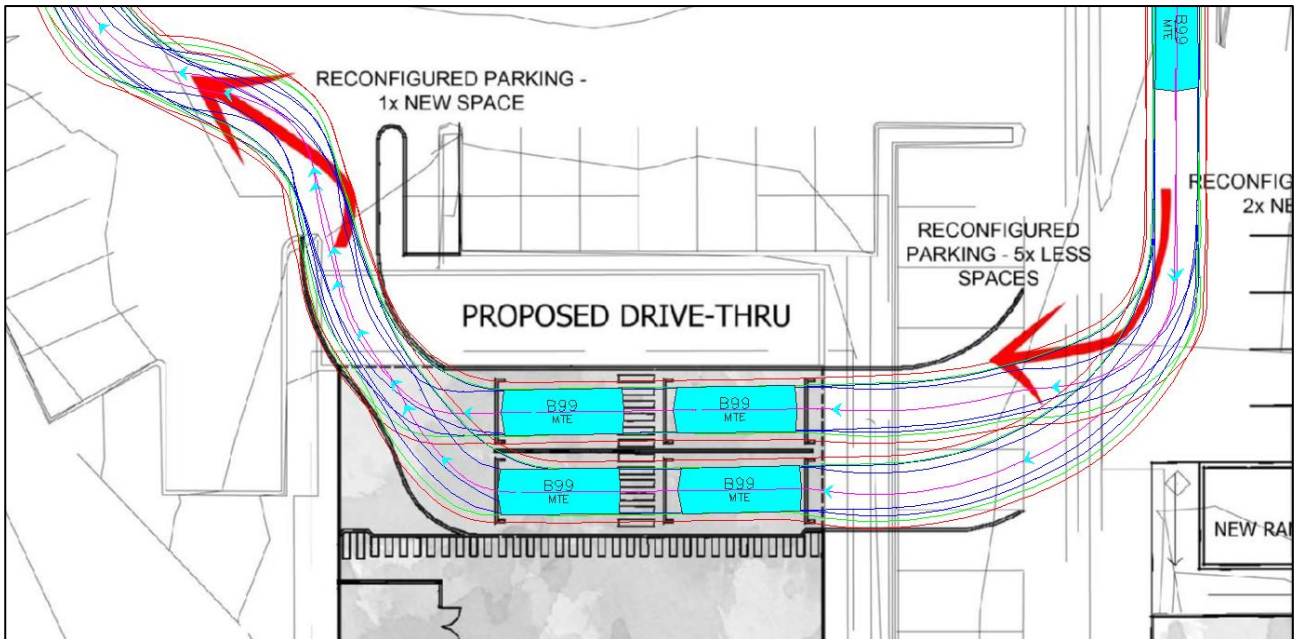 B99
MTE
RECONFIGURED PARKING -
1x NEW SPACE
RECONFIG
2x NE
RECONFIGURED
PARKING - 5x LESS
SPACES
PROPOSED DRIVE-THRU
B99
MTE
B99
MTE
B99
MTE
B99
MTE
NEW RAI